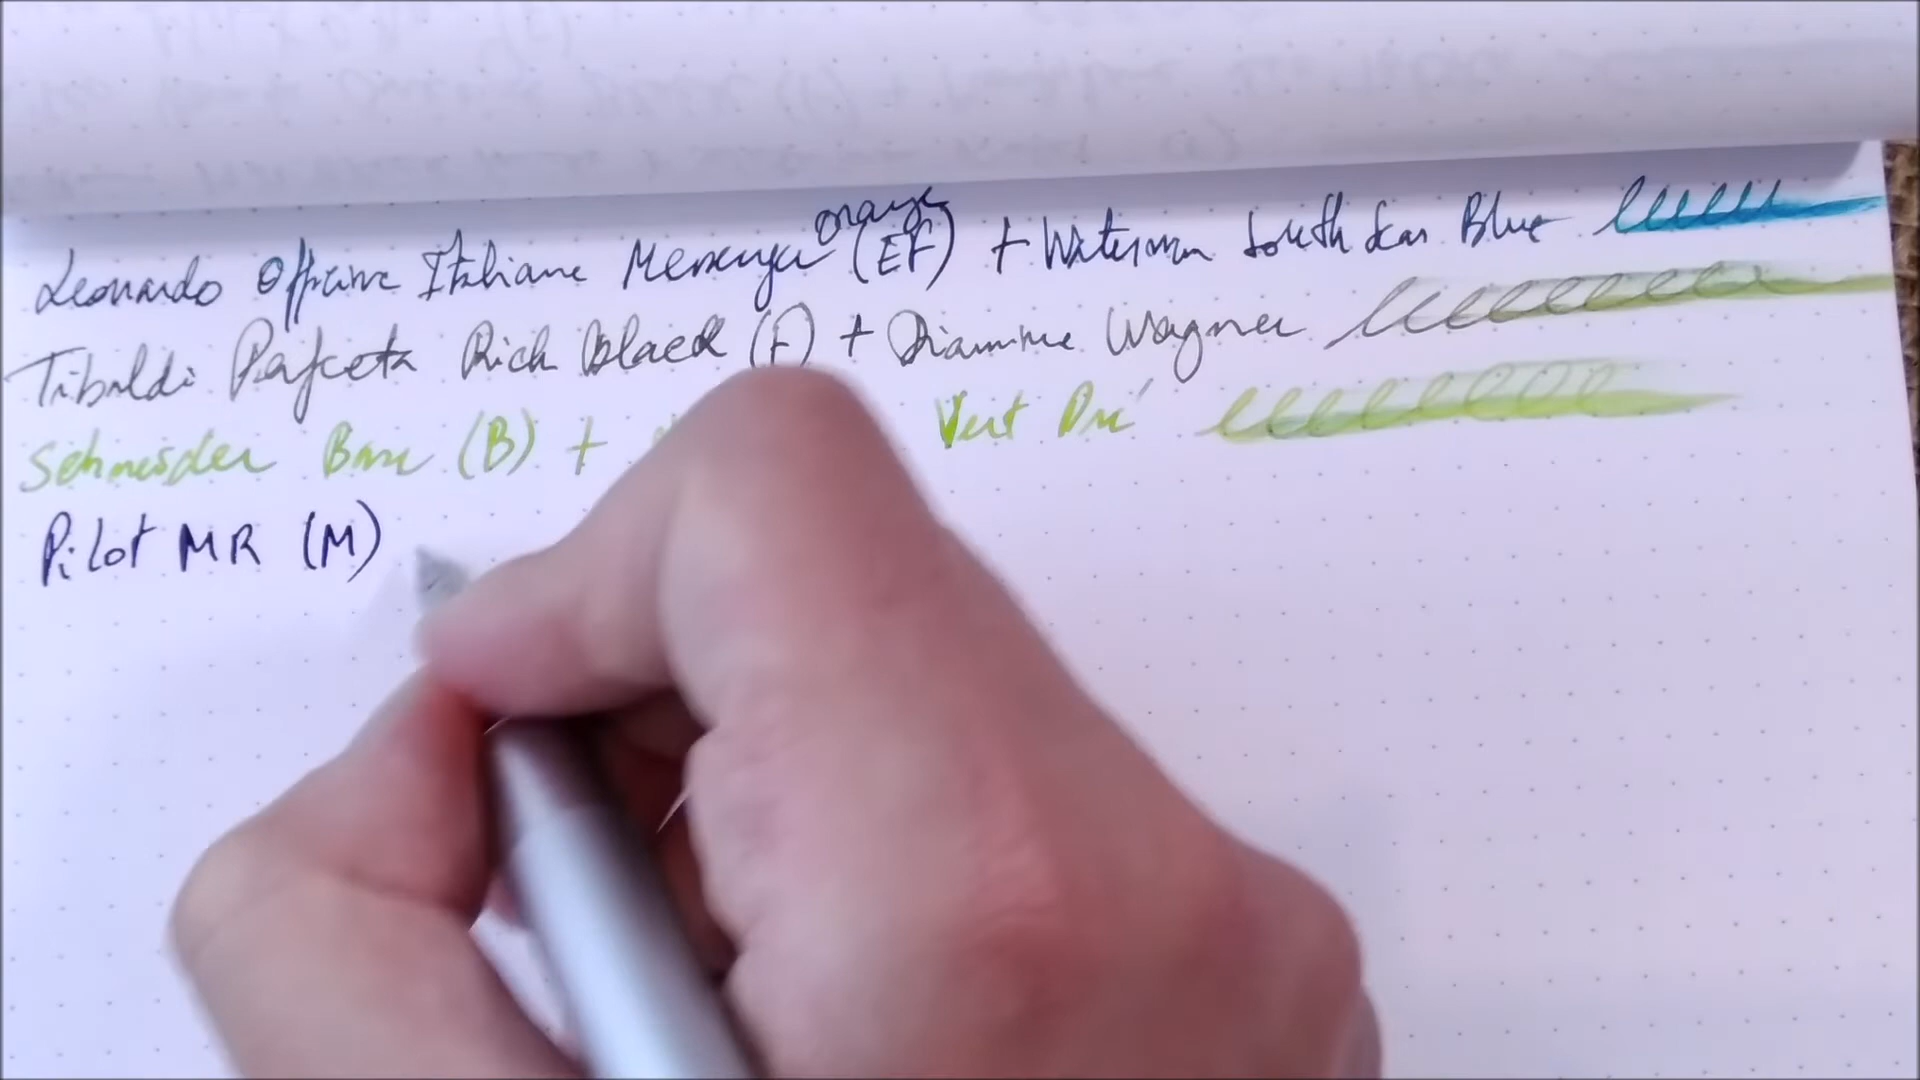 Leonardo Officina Italiana Messenger orange (EF) + Waterman South Seas Blue
Tibaldi Perfecta Rich Black (F) + Diamine Wagner
Schneider Base (B) + Vert Pré
Pilot MR (M)